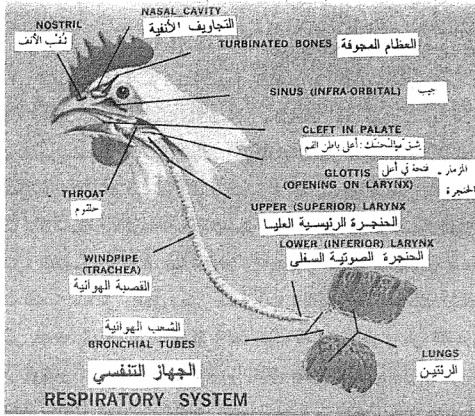 NASAL CAVITY
التجاويف الأنفية
NOSTRIL
ثقب الأنف
TURBINATED BONES
العظام المجوفة
SINUS (INFRA-ORBITAL)
جيب
CLEFT IN PALATE
شق : أعلى باطن الفم
GLOTTIS
(OPENING ON LARYNX)
المزمار . فتحة في أعلى
الحنجرة
THROAT
حلقوم
UPPER (SUPERIOR) LARYNX
الحنجرة الرئيسية العليا
LOWER (INFERIOR) LARYNX
الحنجرة الصوتية السفلى
WINDPIPE
(TRACHEA)
القصبة الهوائية
الشعب الهوائية
BRONCHIAL TUBES
LUNGS
الرئتين
الجهاز التنفسي
RESPIRATORY SYSTEM